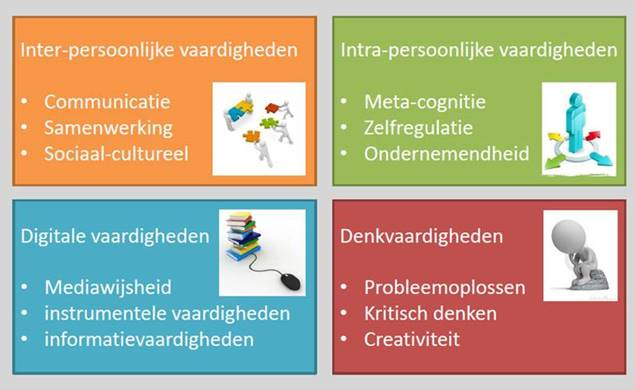 Inter-persoonlijke vaardigheden
• Communicatie
• Samenwerking
• Sociaal-cultureel
Intra-persoonlijke vaardigheden
• Meta-cognitie
• Zelfregulatie
• Ondernemendheid
Digitale vaardigheden
• Mediawijsheid
• instrumentele vaardigheden
• informatievaardigheden
Denkvaardigheden
• Probleemoplossen
• Kritisch denken
• Creativiteit